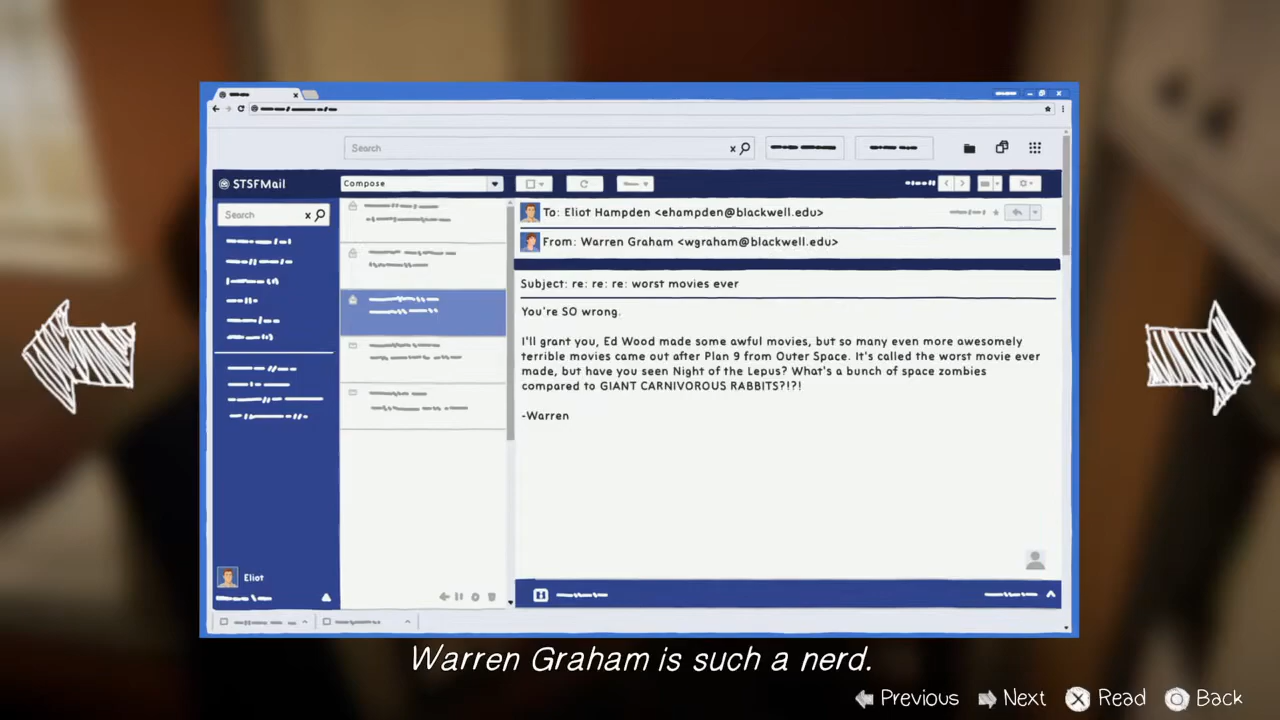 Search
STSFMail
Compose
Search
To: Eliot Hampden <ehampden@blackwell.edu>
From: Warren Graham <wgraham@blackwell.edu>
Subject: re: re: re: worst movies ever
You're SO wrong.
I'll grant you, Ed Wood made some awful movies, but so many even more awesomely
terrible movies came out after Plan 9 from Outer Space. It's called the worst movie ever
made, but have you seen Night of the Lepus? What's a bunch of space zombies
compared to GIANT CARNIVOROUS RABBITS?!?!
-Warren
Eliot
Warren Graham is such a nerd.
Previous Next Read Back